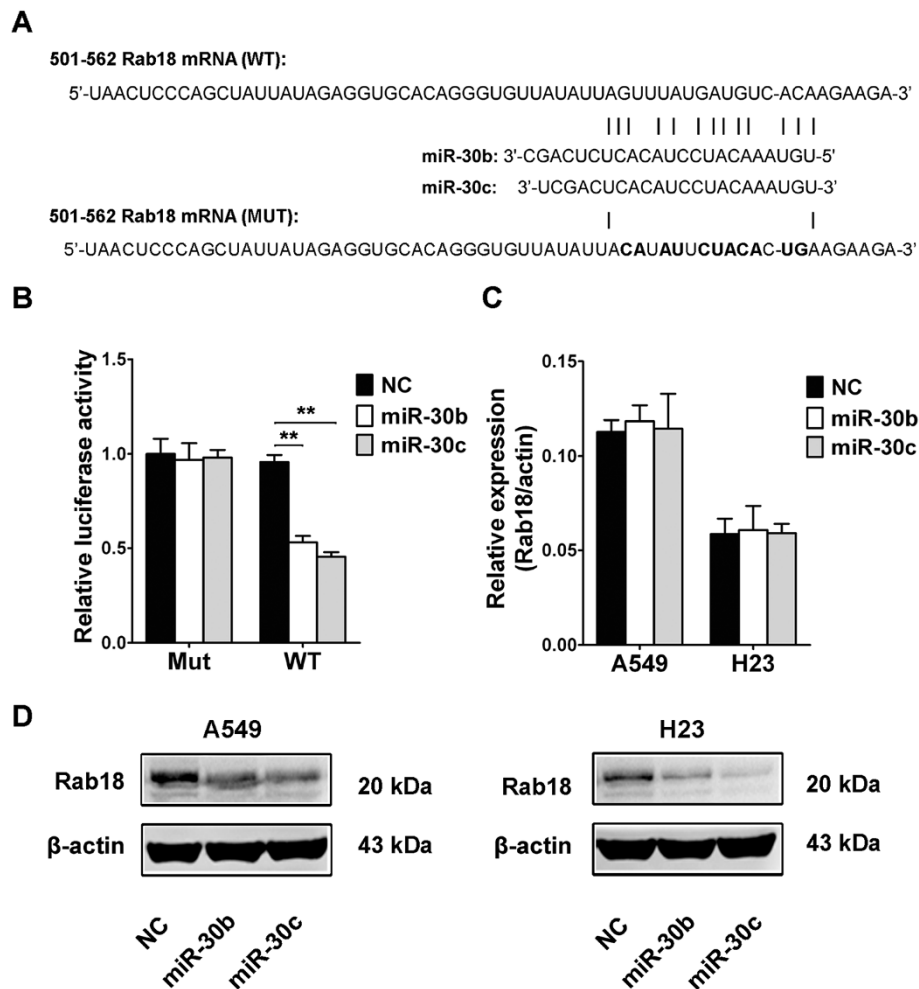 A
501-562 Rab18 mRNA (WT):
5'-UAACUCCCAGCUAUUAUAGAGGUGCACAGGGUGUUAUAUUAGUUUAUGAUGUC-ACAAGAAGA-3'
miR-30b: 3'-CGACUCUCACAUCCUACAAAUGU-5'
miR-30c: 3'-UCGACUCACAUCCUACAAAUGU-3'
501-562 Rab18 mRNA (MUT):
5'-UAACUCCCAGCUAUUAUAGAGGUGCACAGGGUGUUAUAUUACAUAUUCUACAC-UGAAGAAGA-3'
B
Relative luciferase activity
1.5
1.0
0.5
0.0
**
**
Mut
WT
NC
miR-30b
miR-30c
C
Relative expression
(Rab18/actin)
0.15
0.10
0.05
0.00
A549
H23
NC
miR-30b
miR-30c
D
A549
Rab18
20 kDa
β-actin
43 kDa
NC
miR-30b
miR-30c
H23
Rab18
20 kDa
β-actin
43 kDa
NC
miR-30b
miR-30c